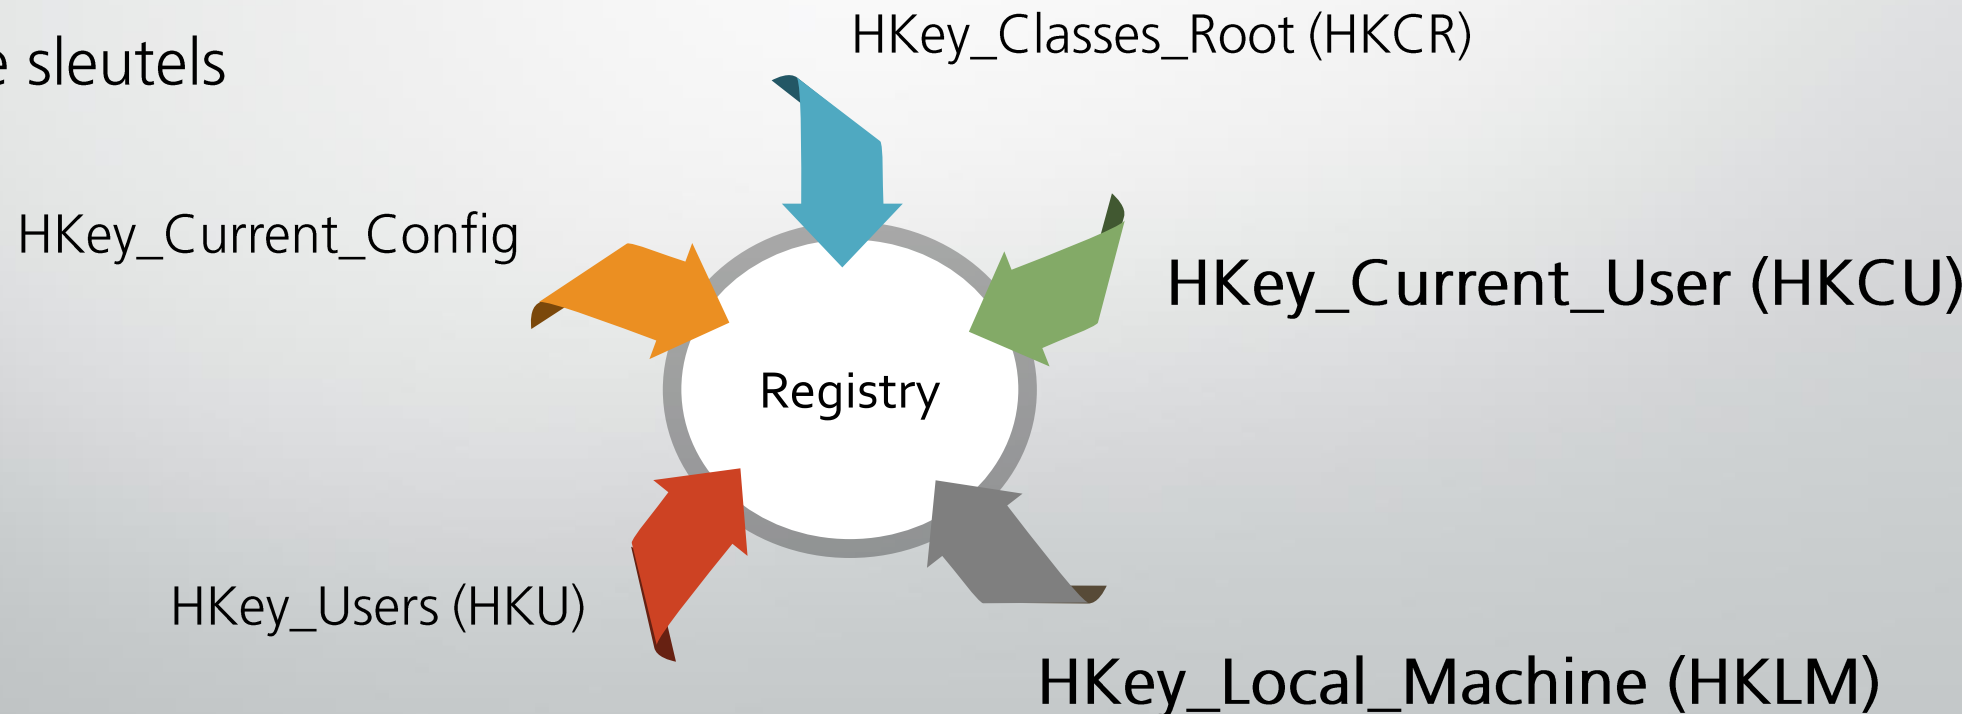 sleutels
HKey_Classes_Root (HKCR)
HKey_Current_Config
HKey_Current_User (HKCU)
Registry
HKey_Users (HKU)
HKey_Local_Machine (HKLM)